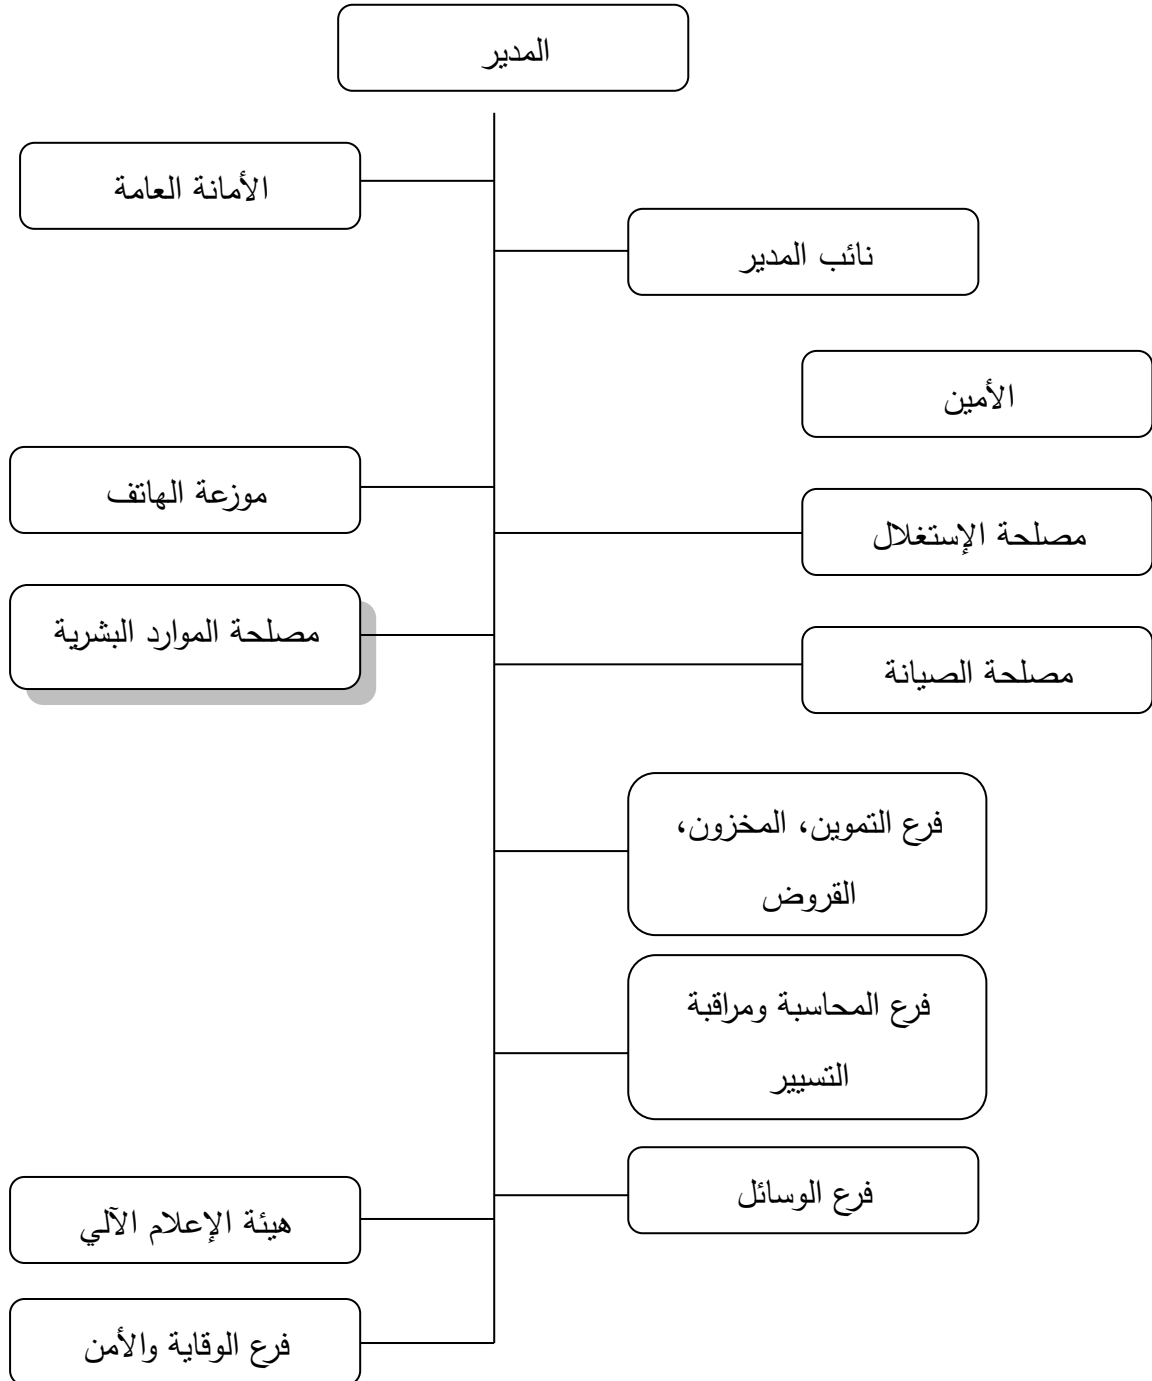 المدير
الأمانة العامة
نائب المدير
الأمين
موزعة الهاتف
مصلحة الإستغلال
مصلحة الموارد البشرية
مصلحة الصيانة
فرع التموين، المخزون،
القروض
فرع المحاسبة ومراقبة
التسيير
فرع الوسائل
هيئة الإعلام الآلي
فرع الوقاية والأمن